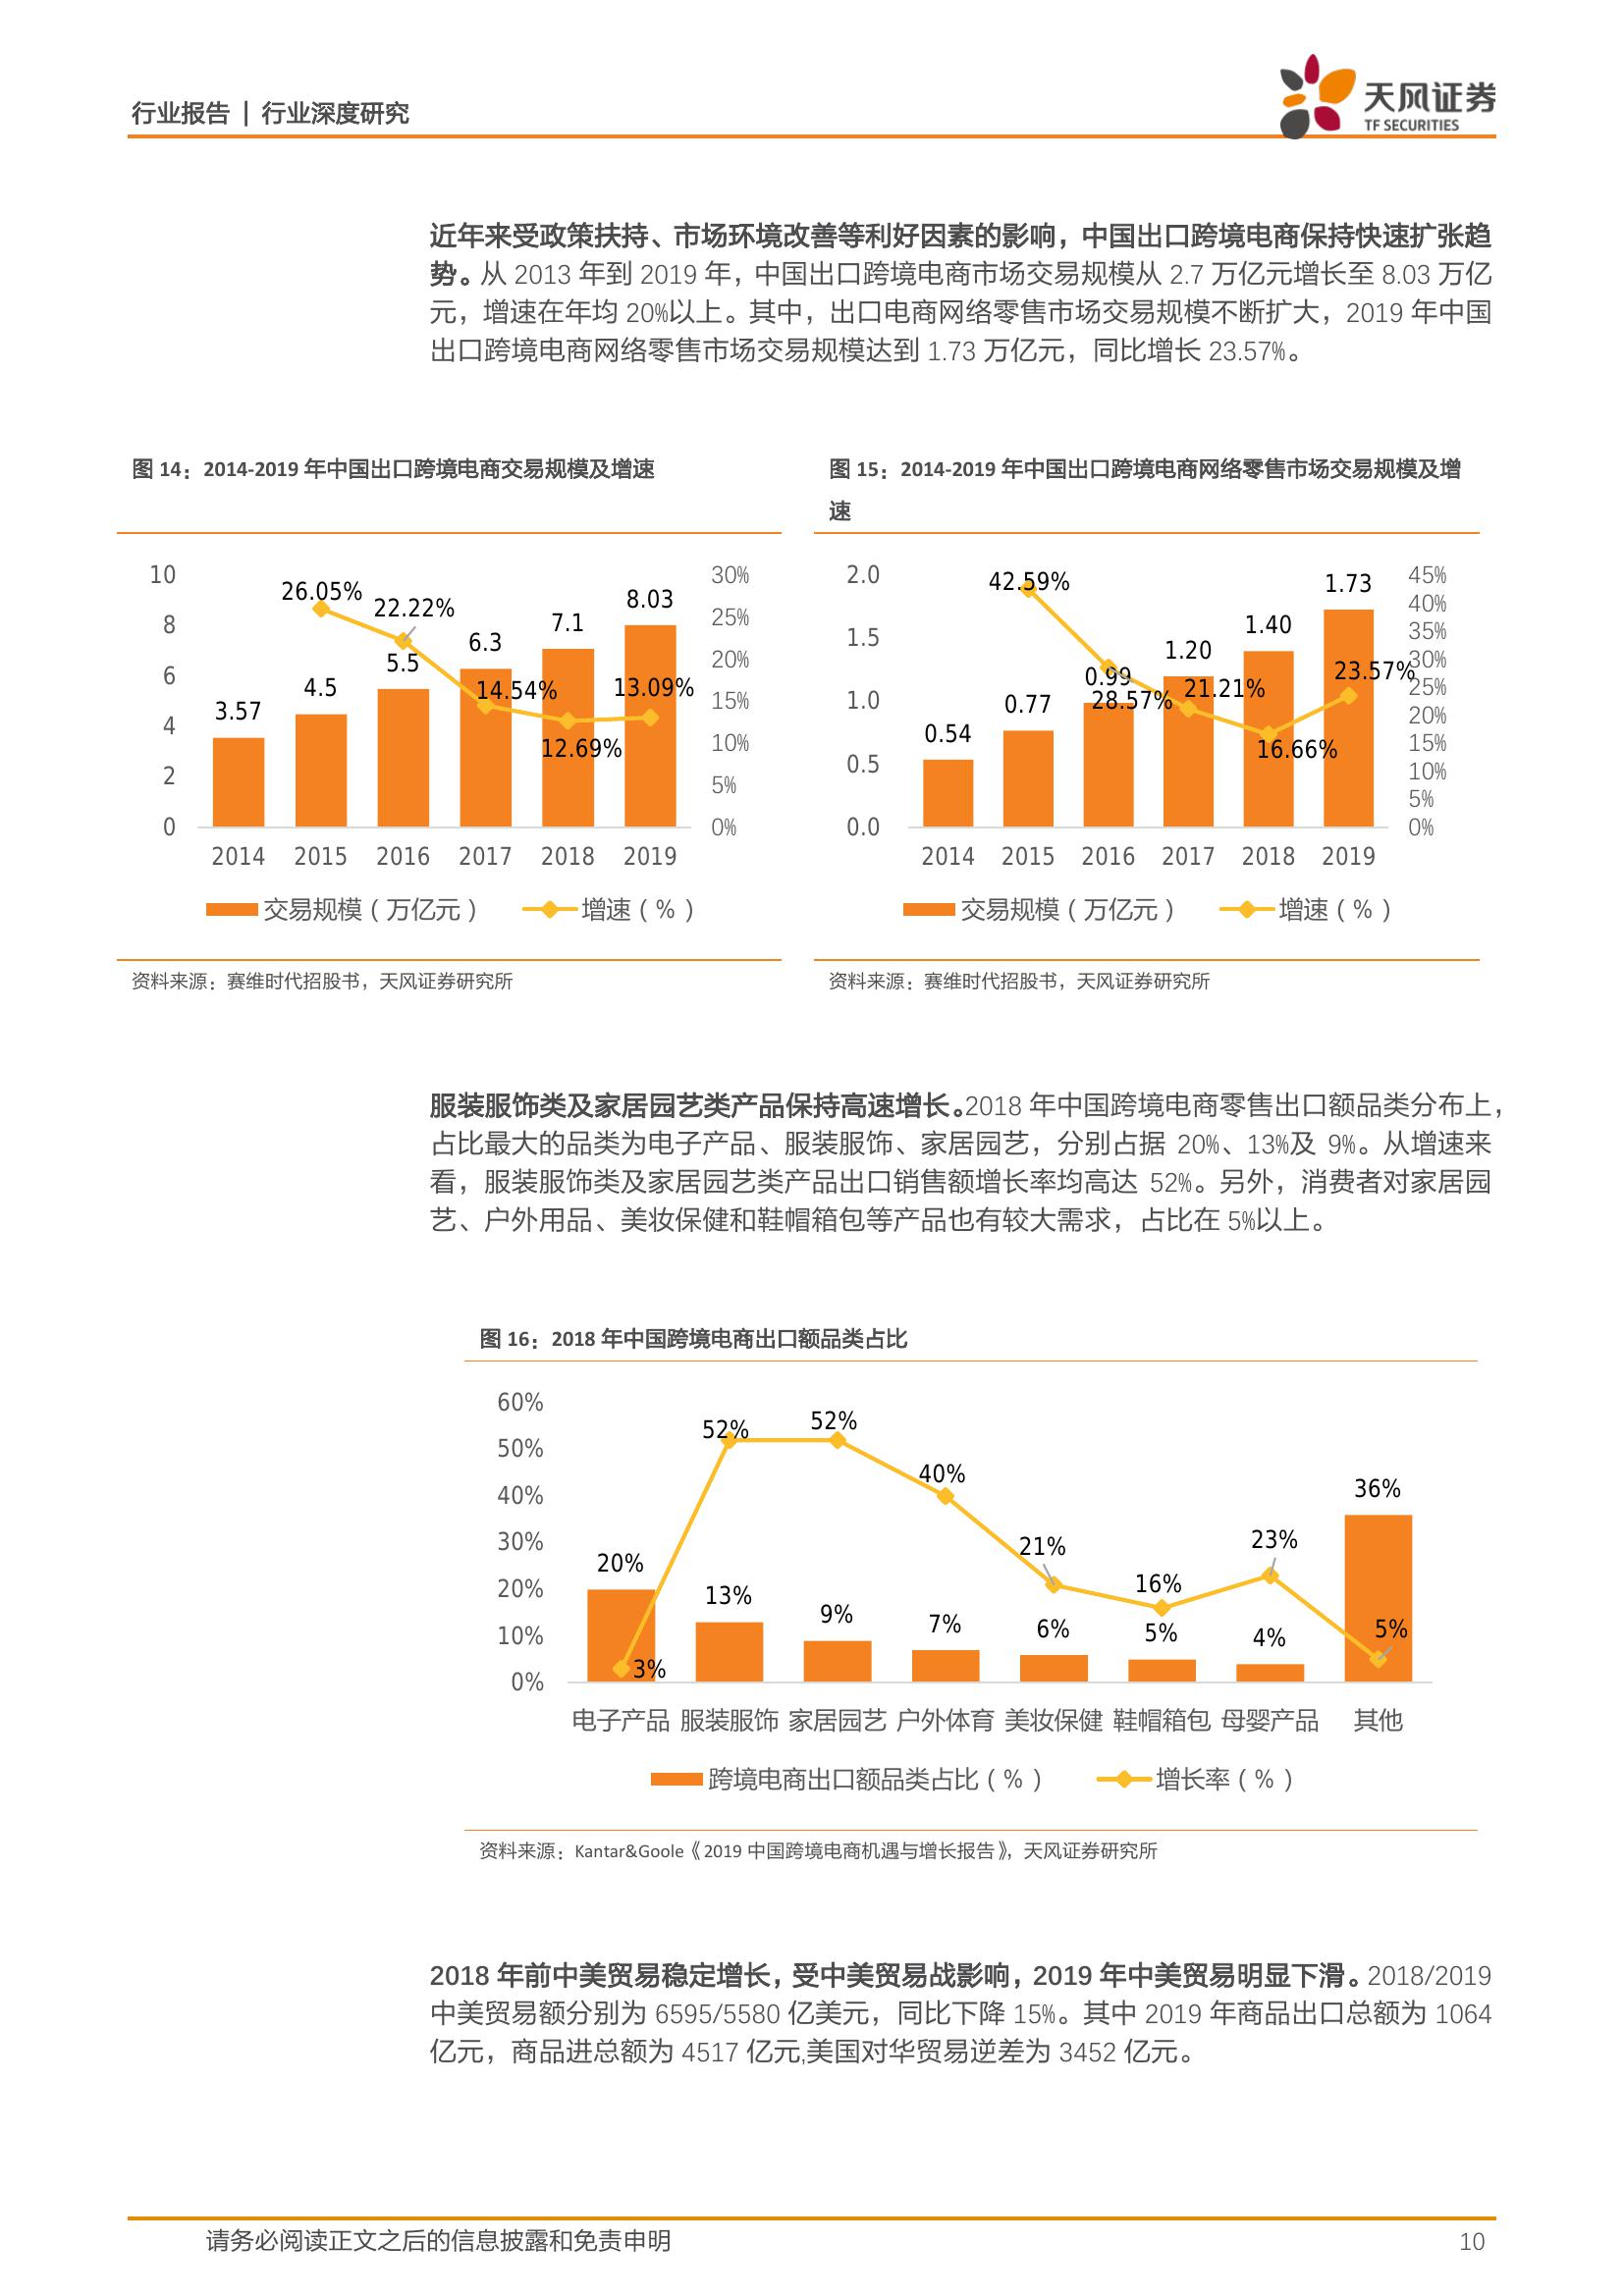 行业报告 | 行业深度研究
天风证券
TF SECURITIES
近年来受政策扶持、市场环境改善等利好因素的影响，中国出口跨境电商保持快速扩张趋
势。从 2013 年到 2019 年，中国出口跨境电商市场交易规模从 2.7 万亿元增长至 8.03 万亿
元，增速在年均 20%以上。其中，出口电商网络零售市场交易规模不断扩大，2019 年中国
出口跨境电商网络零售市场交易规模达到 1.73 万亿元，同比增长 23.57%。
图 14：2014-2019 年中国出口跨境电商交易规模及增速
10
8
6
4
2
0
30%
25%
20%
15%
10%
5%
0%
3.57
4.5
5.5
6.3
7.1
8.03
26.05%
22.22%
14.54%
12.69%
13.09%
2014 2015 2016 2017 2018 2019
交易规模（万亿元） 增速（%）
资料来源：赛维时代招股书，天风证券研究所
图 15：2014-2019 年中国出口跨境电商网络零售市场交易规模及增
速
2.0
1.5
1.0
0.5
0.0
45%
40%
35%
30%
25%
20%
15%
10%
5%
0%
0.54
0.77
0.99
1.20
1.40
1.73
42.59%
28.57%
21.21%
16.66%
23.57%
2014 2015 2016 2017 2018 2019
交易规模（万亿元） 增速（%）
资料来源：赛维时代招股书，天风证券研究所
服装服饰类及家居园艺类产品保持高速增长。2018 年中国跨境电商零售出口额品类分布上，
占比最大的品类为电子产品、服装服饰、家居园艺，分别占据 20%、13%及 9%。从增速来
看，服装服饰类及家居园艺类产品出口销售额增长率均高达 52%。另外，消费者对家居园
艺、户外用品、美妆保健和鞋帽箱包等产品也有较大需求，占比在 5%以上。
图 16：2018 年中国跨境电商出口额品类占比
60%
50%
40%
30%
20%
10%
0%
20%
13%
9%
7%
6%
5%
4%
36%
3%
52%
52%
40%
21%
16%
23%
5%
电子产品 服装服饰 家居园艺 户外体育 美妆保健 鞋帽箱包 母婴产品 其他
跨境电商出口额品类占比（%） 增长率（%）
资料来源：Kantar&Goole《2019 中国跨境电商机遇与增长报告》，天风证券研究所
2018 年前中美贸易稳定增长，受中美贸易战影响，2019 年中美贸易明显下滑。2018/2019
中美贸易额分别为 6595/5580 亿美元，同比下降 15%。其中 2019 年商品出口总额为 1064
亿元，商品进总额为 4517 亿元,美国对华贸易逆差为 3452 亿元。
请务必阅读正文之后的信息披露和免责申明
10